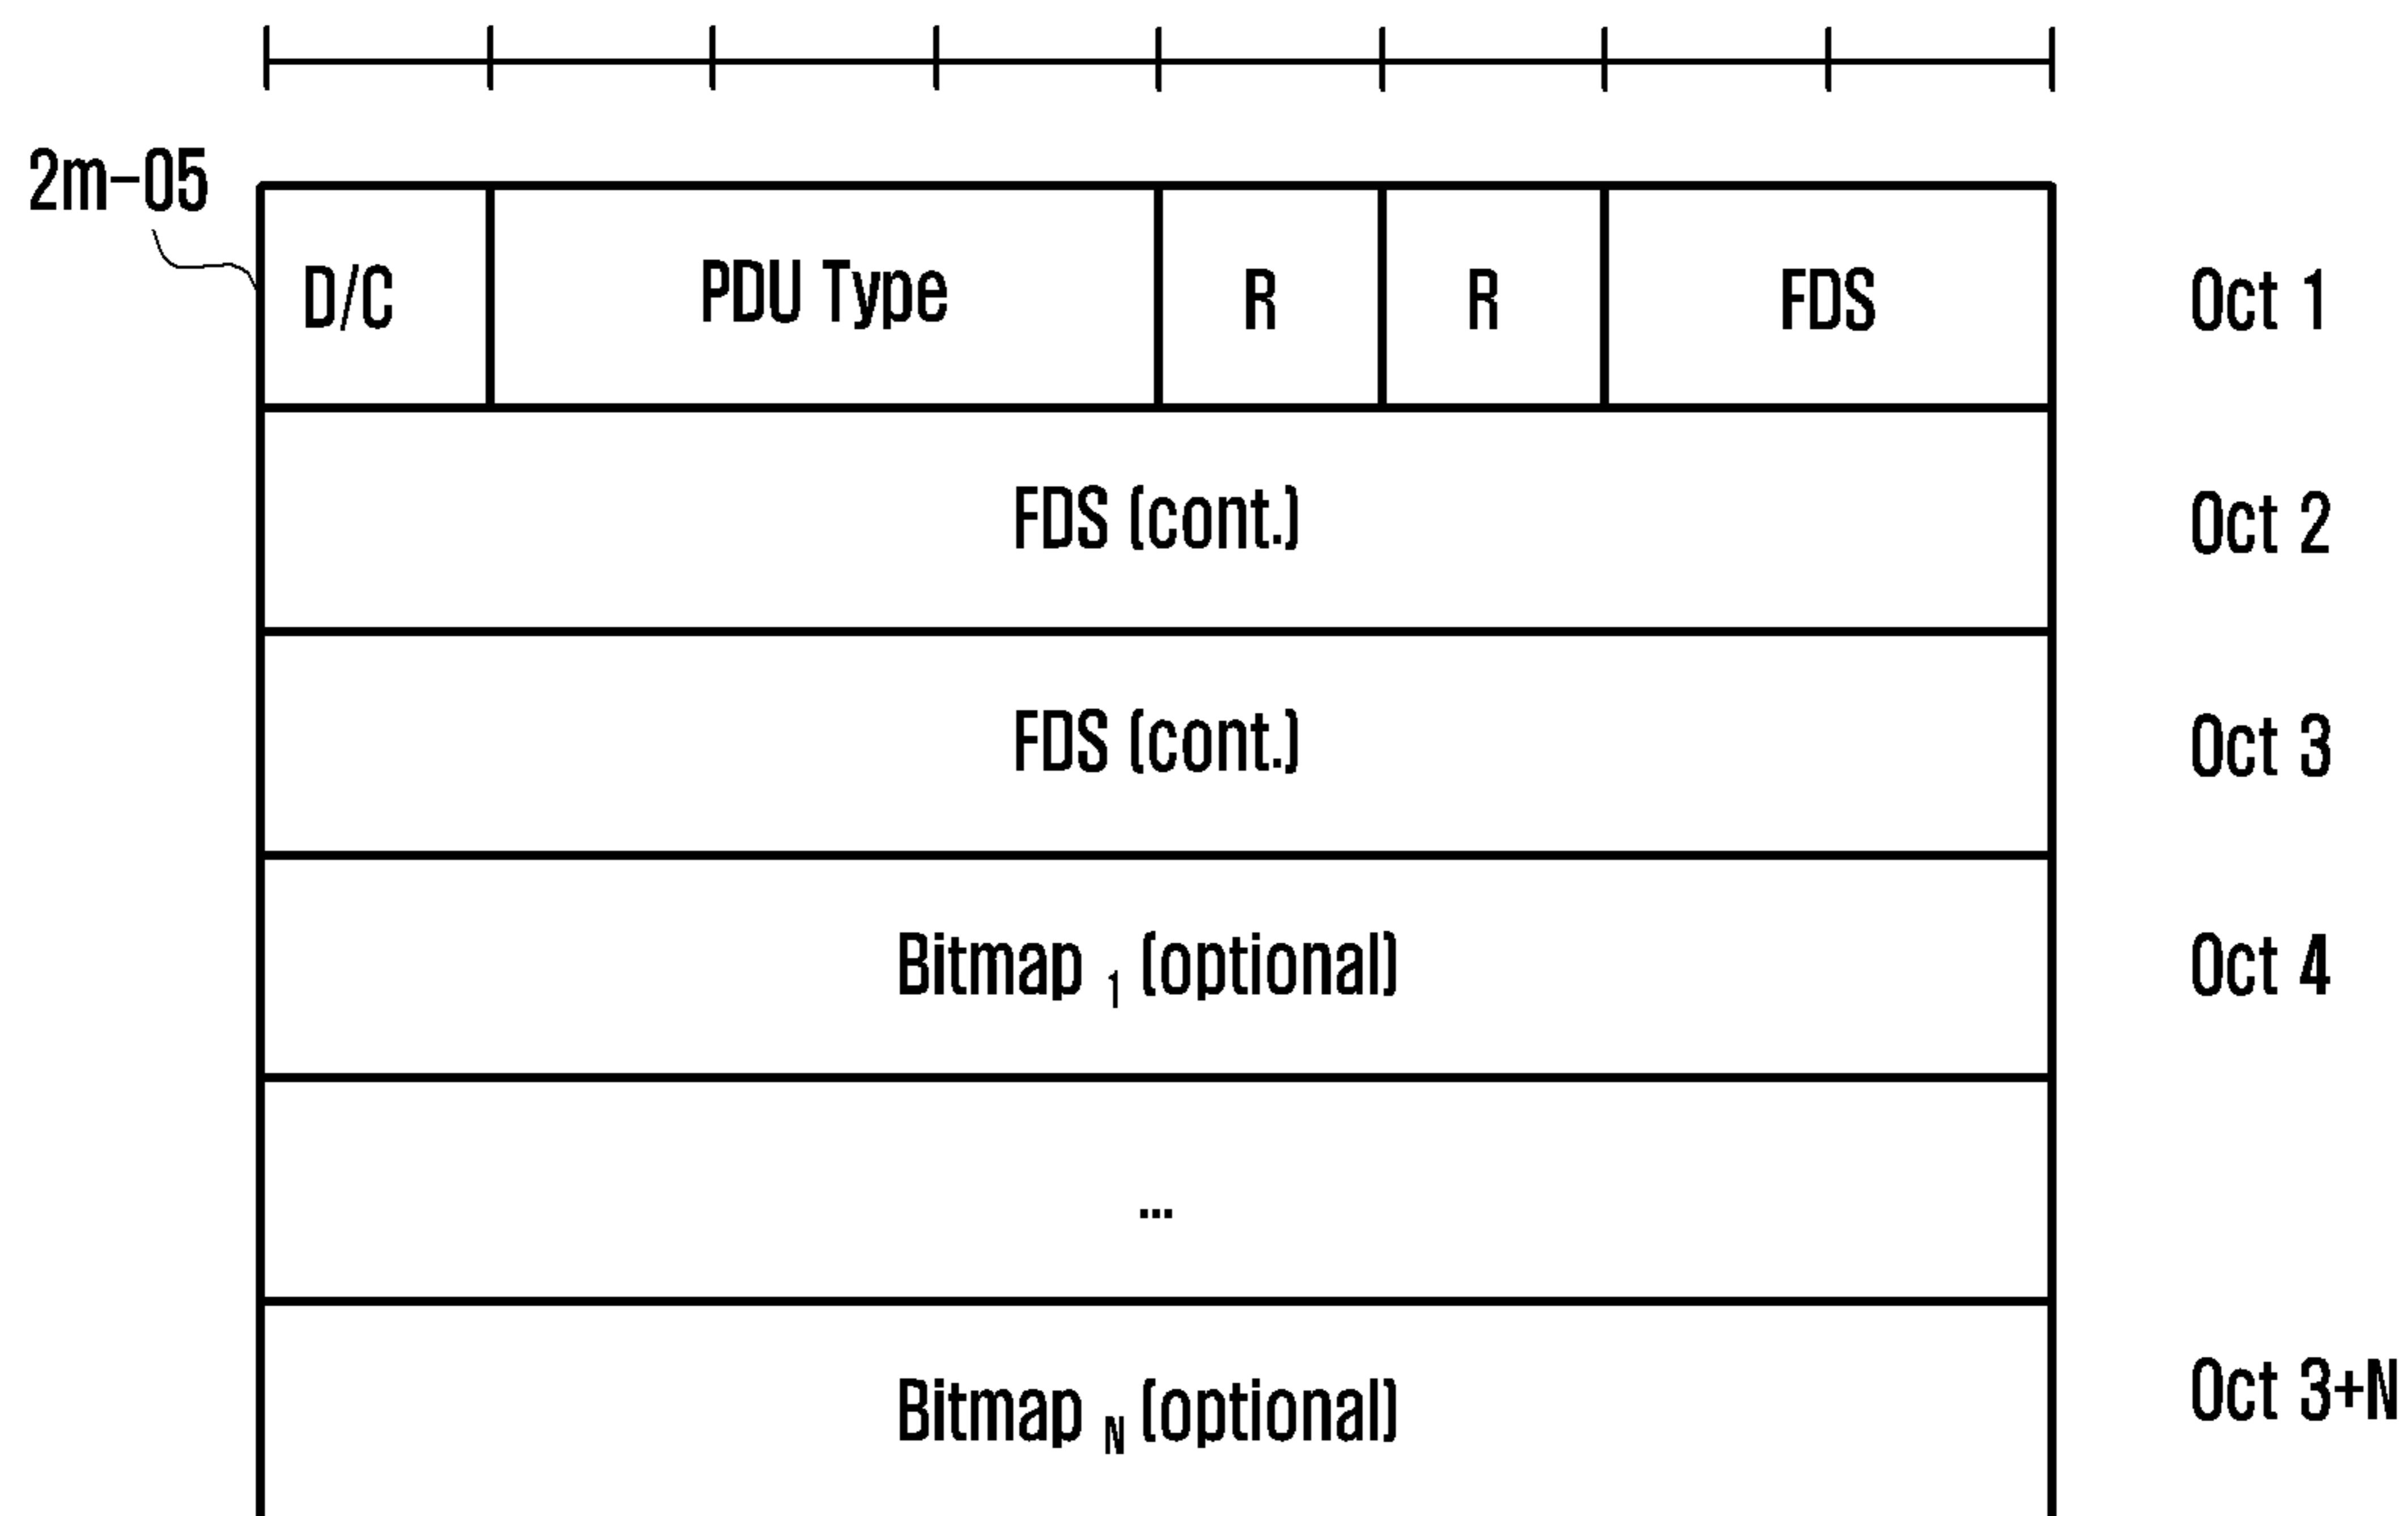 2m-05
D/C PDU Type R R FDS Oct 1
FDS (cont.) Oct 2
FDS (cont.) Oct 3
Bitmap 1 (optional) Oct 4
...
Bitmap N (optional) Oct 3+N